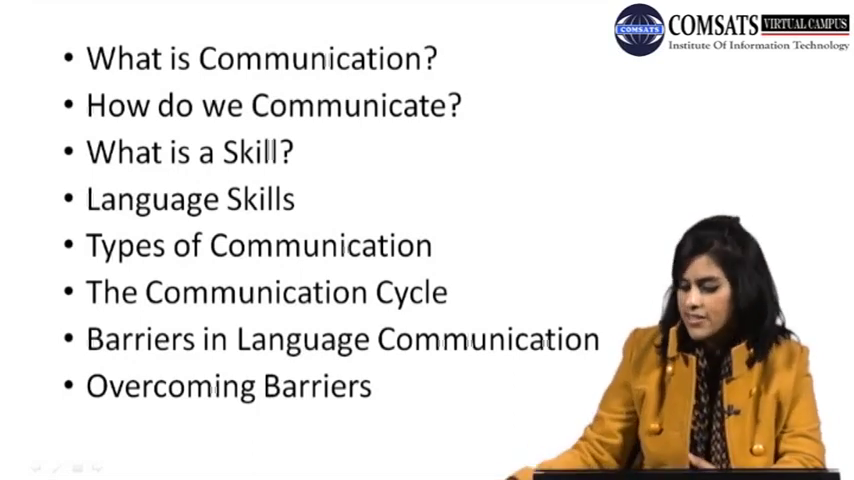 COMSATS VIRTUAL CAMPUS
COMSATS
Institute Of Information Technology
• What is Communication?
• How do we Communicate?
• What is a Skill?
• Language Skills
• Types of Communication
• The Communication Cycle
• Barriers in Language Communication
• Overcoming Barriers